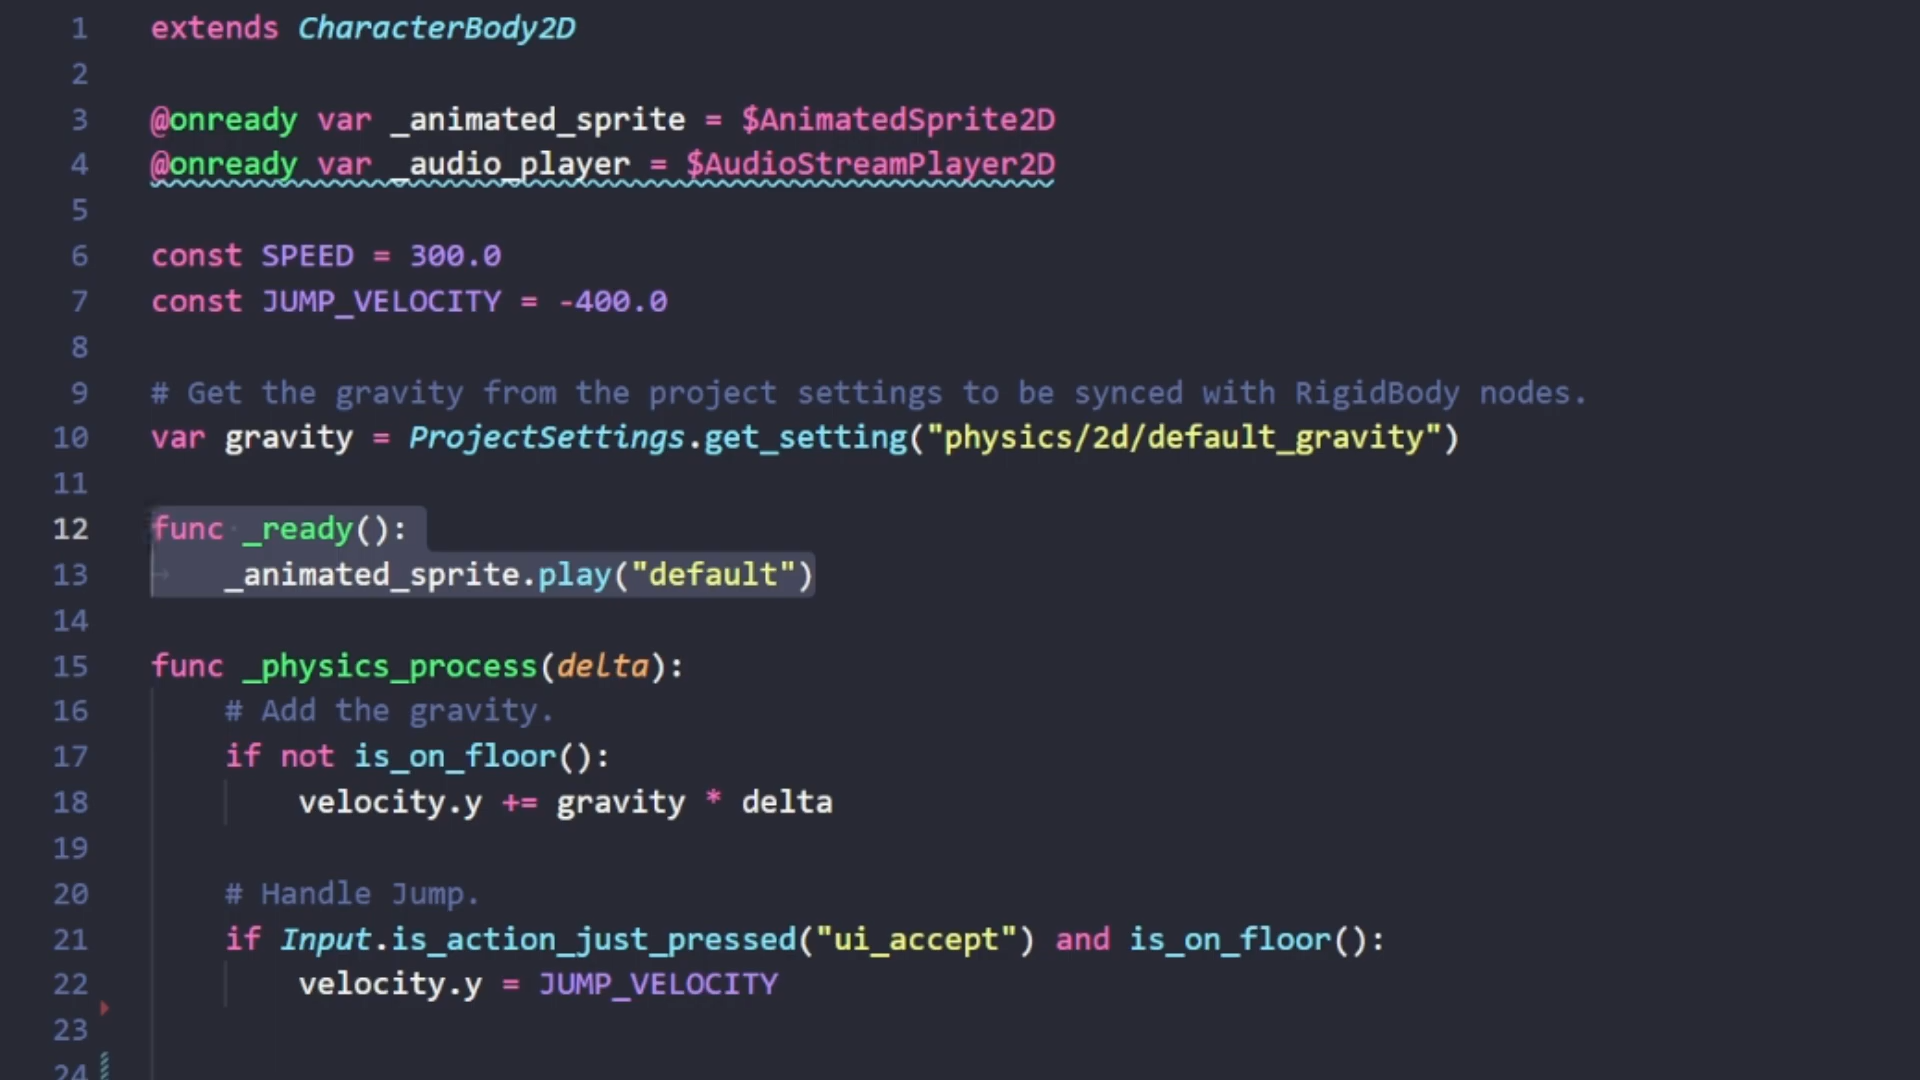 1 extends CharacterBody2D
2
3 @onready var _animated_sprite = $AnimatedSprite2D
4 @onready var _audio_player = $AudioStreamPlayer2D
5
6 const SPEED = 300.0
7 const JUMP_VELOCITY = -400.0
8
9 # Get the gravity from the project settings to be synced with RigidBody nodes.
10 var gravity = ProjectSettings.get_setting("physics/2d/default_gravity")
11
12 func _ready():
13     _animated_sprite.play("default")
14
15 func _physics_process(delta):
16     # Add the gravity.
17     if not is_on_floor():
18         velocity.y += gravity * delta
19
20     # Handle Jump.
21     if Input.is_action_just_pressed("ui_accept") and is_on_floor():
22         velocity.y = JUMP_VELOCITY
23
24